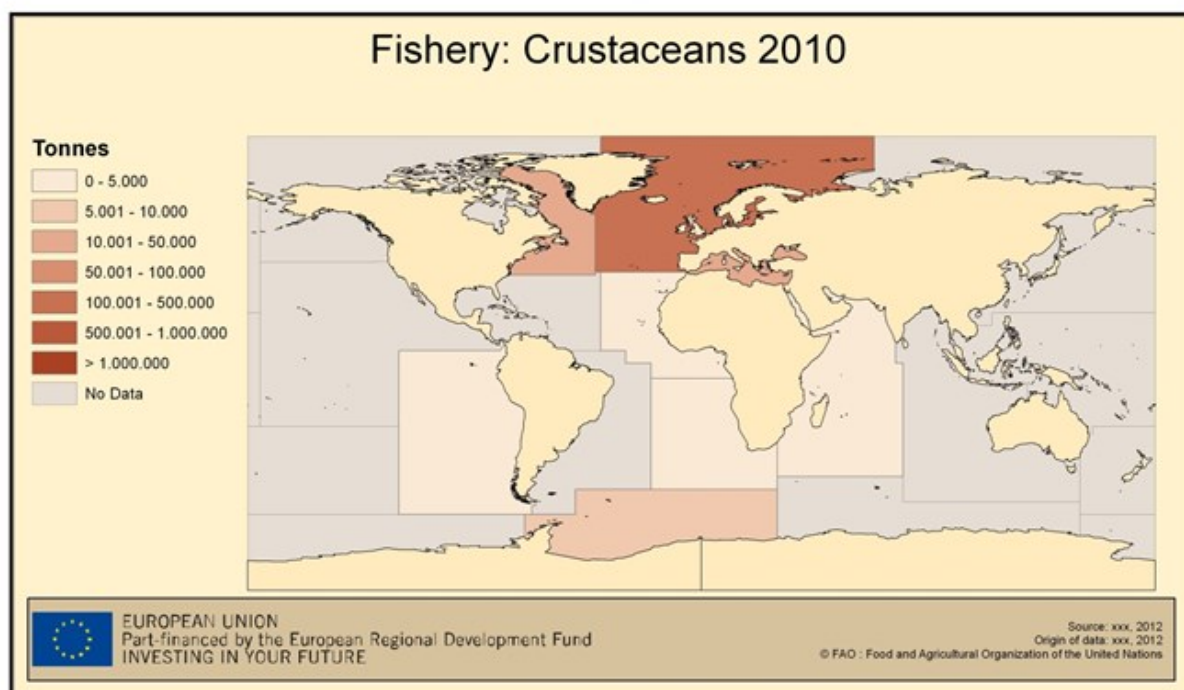 Fishery: Crustaceans 2010
Tonnes
0 - 5.000
5.001 - 10.000
10.001 - 50.000
50.001 - 100.000
100.001 - 500.000
500.001 - 1.000.000
> 1.000.000
No Data
EUROPEAN UNION
Part-financed by the European Regional Development Fund
INVESTING IN YOUR FUTURE
Source: xxx, 2012
Origin of data: xxx, 2012
© FAO : Food and Agricultural Organization of the United Nations